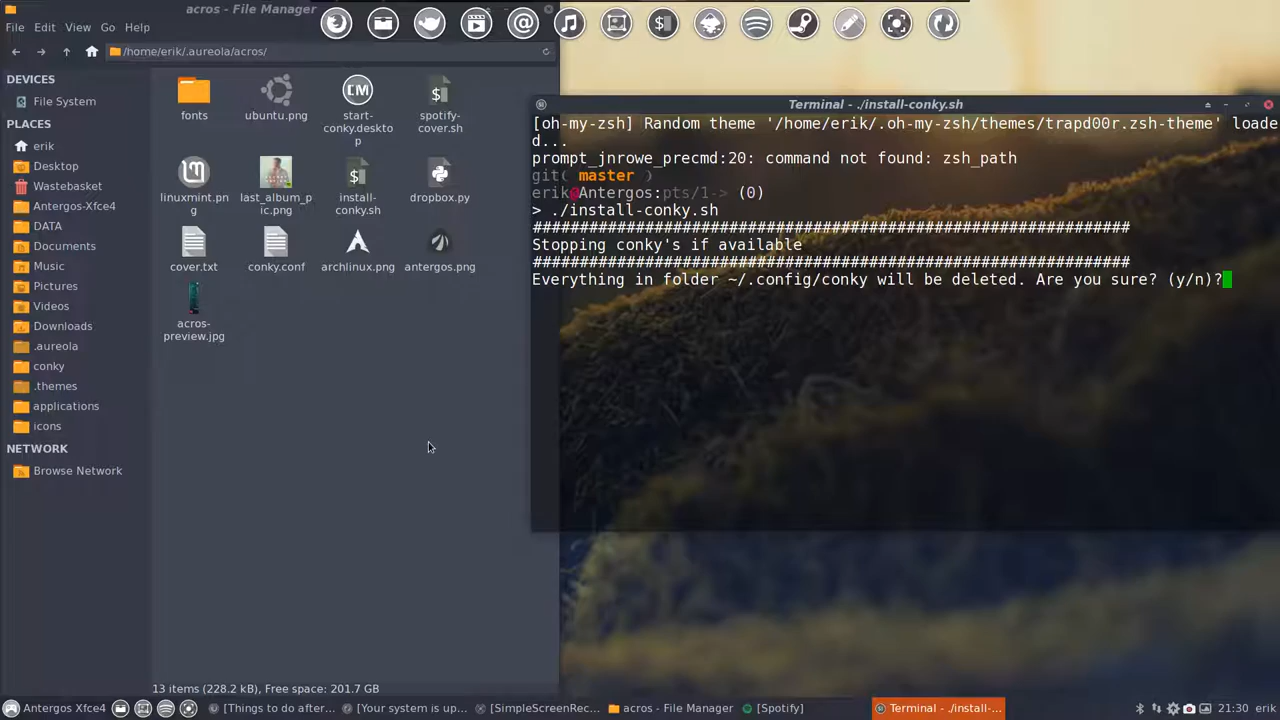 acros - File Manager
File Edit View Go Help
/home/erik/.aureola/acros/
DEVICES
File System
PLACES
erik
Desktop
Wastebasket
Antergos-Xfce4
DATA
Documents
Music
Pictures
Videos
Downloads
.aureola
conky
.themes
applications
icons
NETWORK
Browse Network
fonts
ubuntu.png
start-
conky.deskto
p
spotify-
cover.sh
linuxmint.pn
g
last_album_p
ic.png
install-
conky.sh
dropbox.py
cover.txt
conky.conf
archlinux.png
antergos.png
acros-
preview.jpg
13 items (228.2 kB), Free space: 201.7 GB
Terminal - ./install-conky.sh
[oh-my-zsh] Random theme '/home/erik/.oh-my-zsh/themes/trapd00r.zsh-theme' loade
d...
prompt_jnrowe_precmd:20: command not found: zsh_path
git( master )
erik@Antergos:pts/1-> (0)
> ./install-conky.sh
################################################################
Stopping conky's if available
################################################################
Everything in folder ~/.config/conky will be deleted. Are you sure? (y/n)?
Antergos Xfce4 [Things to do after... [Your system is up... [SimpleScreenRec... acros - File Manager [Spotify] Terminal - ./install-... 21:30 erik